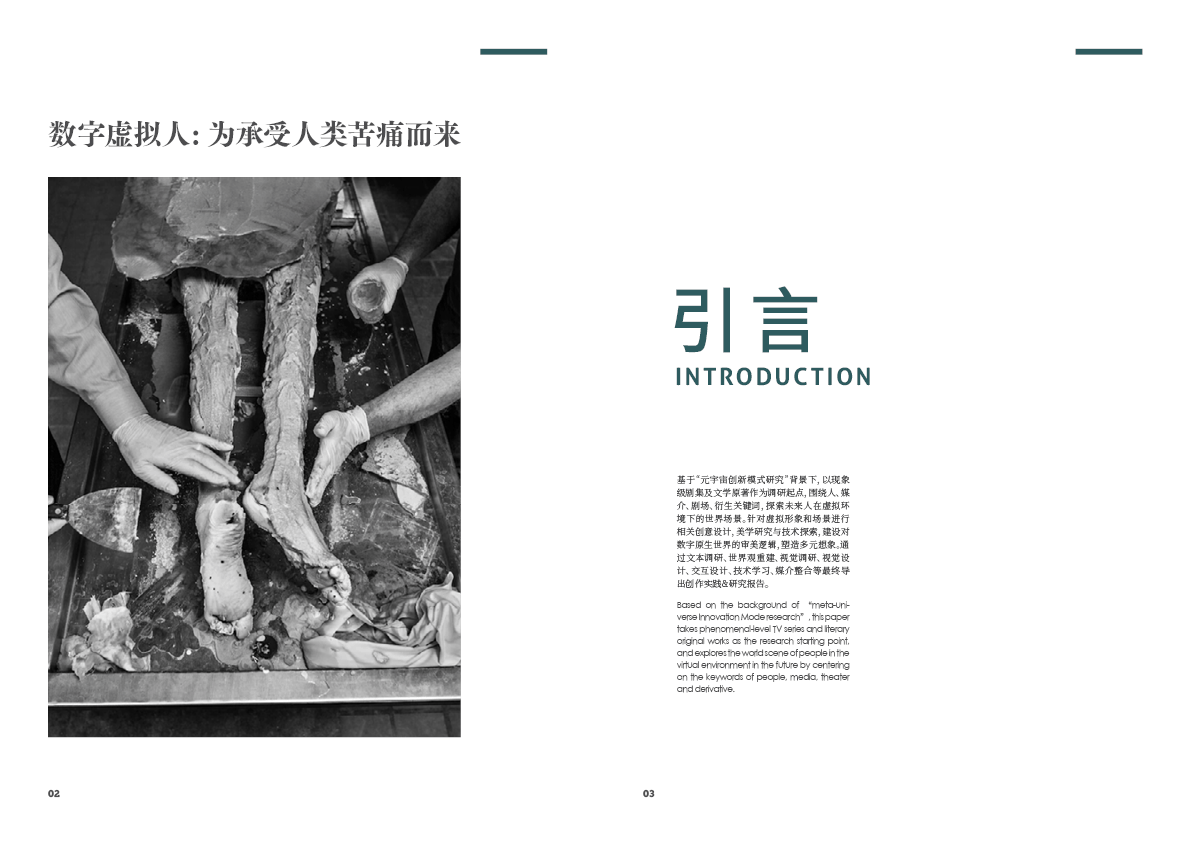 数字虚拟人: 为承受人类苦痛而来
02
引言
INTRODUCTION
基于“元宇宙创新模式研究”背景下, 以现象
级剧集及文学原著作为调研起点, 围绕人、媒
介、剧场、衍生关键词, 探索未来人在虚拟环
境下的世界场景。针对虚拟形象和场景进行
相关创意设计, 美学研究与技术探索, 建设对
数字原生世界的审美逻辑, 塑造多元想象。通
过文本调研、世界观重建、视觉调研、视觉设
计、交互设计、技术学习、媒介整合等最终导
出创作实践&研究报告。
Based on the background of “meta-uni-
verse Innovation Mode research” , this paper
takes phenomenal-level TV series and literary
original works as the research starting point,
and explores the world scene of people in the
virtual environment in the future by centering
on the keywords of people, media, theater
and derivative.
03